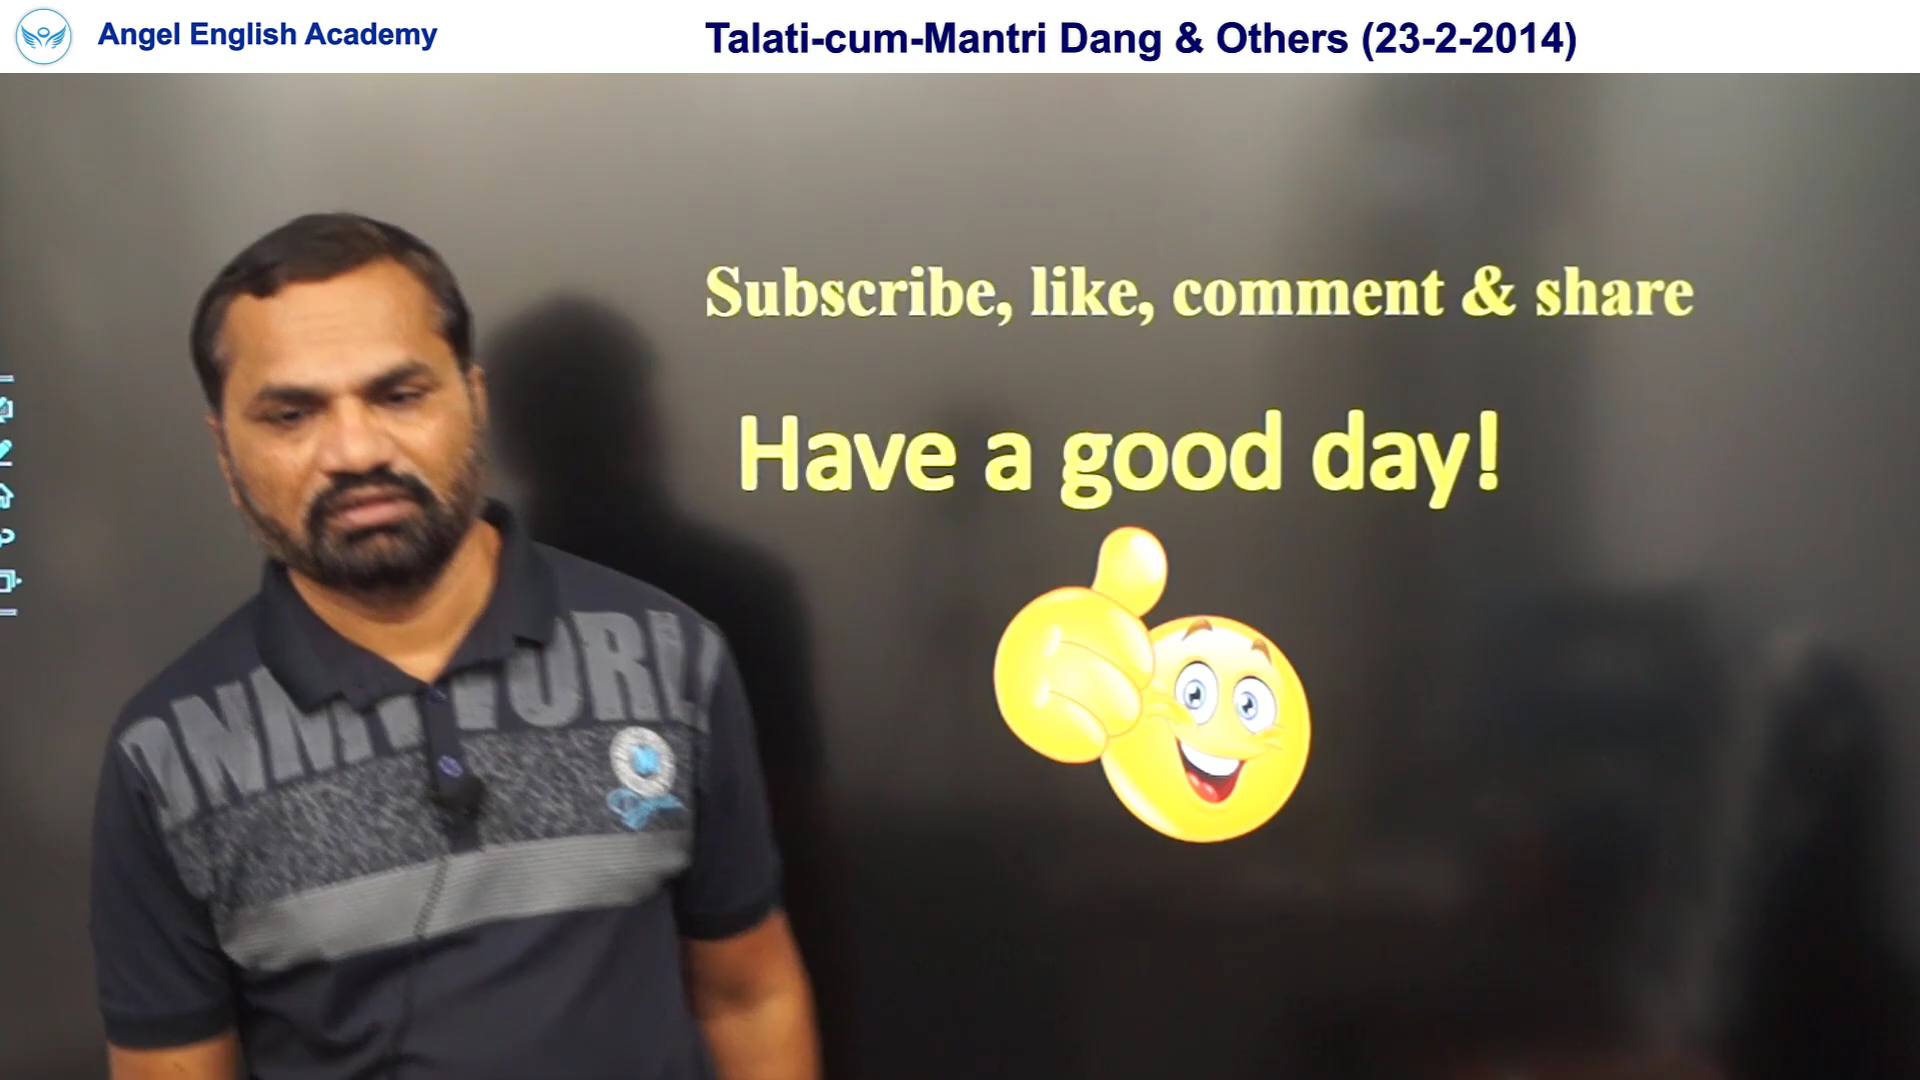 Angel English Academy
Talati-cum-Mantri Dang & Others (23-2-2014)
Subscribe, like, comment & share
Have a good day!